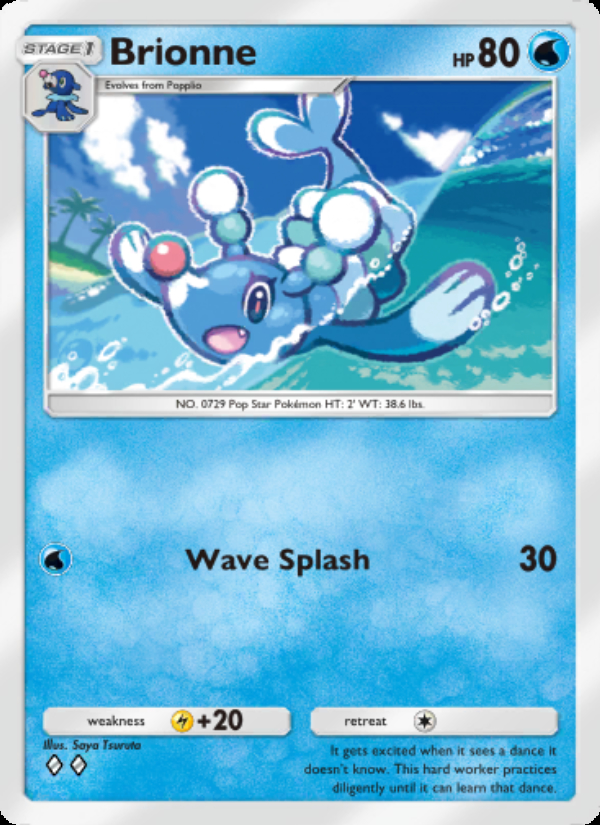 STAGE 1
Brionne
HP 80
Evolves from Popplio
NO. 0729 Pop Star Pokémon HT: 2' WT: 38.6 lbs.
Wave Splash 30
weakness +20
retreat
Illus. Saya Tsuruta
It gets excited when it sees a dance it
doesn't know. This hard worker practices
diligently until it can learn that dance.